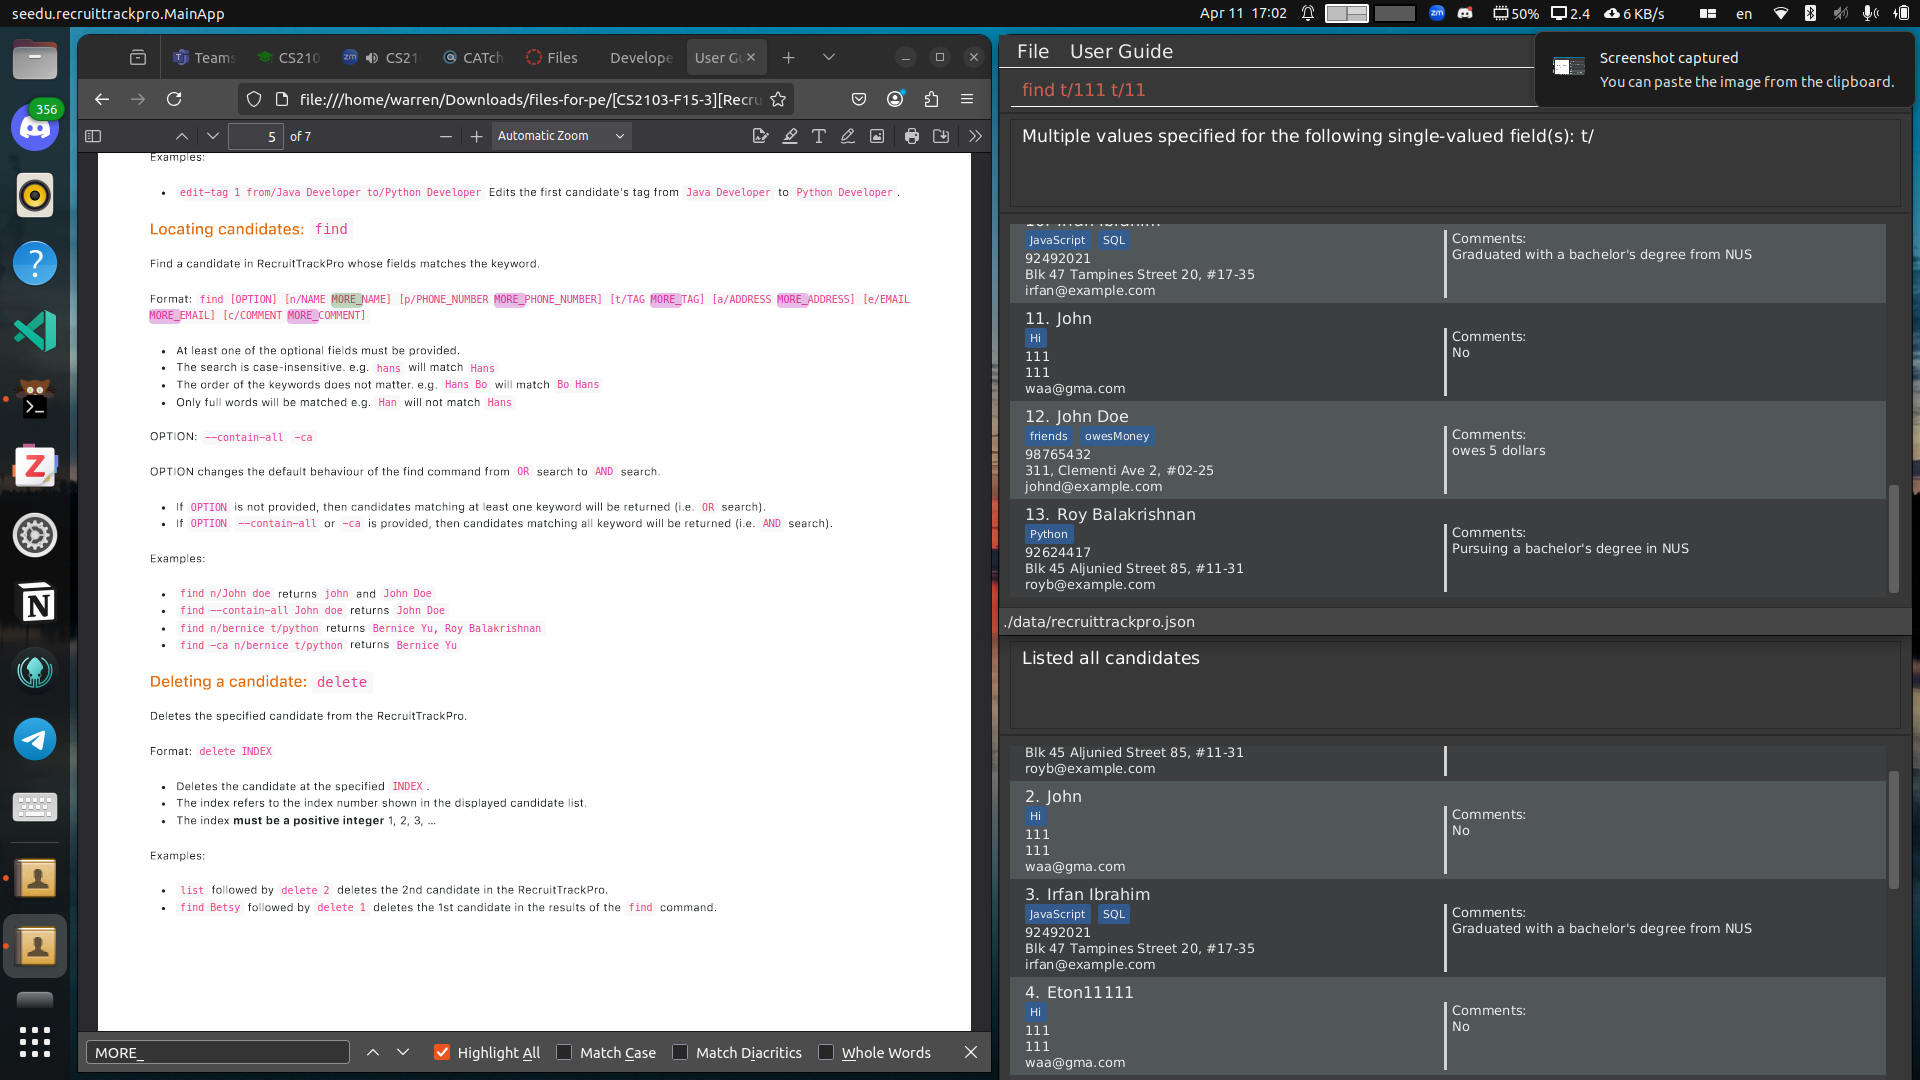 seedu.recruittrackpro.MainApp
Apr 11 17:02
zm
50%
2.4
6 KB/s
en
356
Teams
CS210
CS21
CATch
Files
Develope
User Gu
file:///home/warren/Downloads/files-for-pe/[CS2103-F15-3][Recru
5 of 7
Automatic Zoom
Examples:
edit-tag 1 from/Java Developer to/Python Developer Edits the first candidate's tag from Java Developer to Python Developer.
Locating candidates: find
Find a candidate in RecruitTrackPro whose fields matches the keyword.
Format: find [OPTION] [n/NAME MORE_NAME] [p/PHONE_NUMBER MORE_PHONE_NUMBER] [t/TAG MORE_TAG] [a/ADDRESS MORE_ADDRESS] [e/EMAIL
MORE_EMAIL] [c/COMMENT MORE_COMMENT]
At least one of the optional fields must be provided.
The search is case-insensitive. e.g. hans will match Hans
The order of the keywords does not matter. e.g. Hans Bo will match Bo Hans
Only full words will be matched e.g. Han will not match Hans
OPTION: --contain-all -ca
OPTION changes the default behaviour of the find command from OR search to AND search.
If OPTION is not provided, then candidates matching at least one keyword will be returned (i.e. OR search).
If OPTION --contain-all or -ca is provided, then candidates matching all keyword will be returned (i.e. AND search).
Examples:
find n/John doe returns john and John Doe
find --contain-all John doe returns John Doe
find n/bernice t/python returns Bernice Yu, Roy Balakrishnan
find -ca n/bernice t/python returns Bernice Yu
Deleting a candidate: delete
Deletes the specified candidate from the RecruitTrackPro.
Format: delete INDEX
Deletes the candidate at the specified INDEX.
The index refers to the index number shown in the displayed candidate list.
The index must be a positive integer 1, 2, 3, …
Examples:
list followed by delete 2 deletes the 2nd candidate in the RecruitTrackPro.
find Betsy followed by delete 1 deletes the 1st candidate in the results of the find command.
MORE_
Highlight All
Match Case
Match Diacritics
Whole Words
File
User Guide
Screenshot captured
You can paste the image from the clipboard.
find t/111 t/11
Multiple values specified for the following single-valued field(s): t/
10. Irfan Ibrahim
JavaScript SQL
92492021
Blk 47 Tampines Street 20, #17-35
irfan@example.com
Comments:
Graduated with a bachelor's degree from NUS
11. John
Hi
111
111
waa@gma.com
Comments:
No
12. John Doe
friends owesMoney
98765432
311, Clementi Ave 2, #02-25
johnd@example.com
Comments:
owes 5 dollars
13. Roy Balakrishnan
Python
92624417
Blk 45 Aljunied Street 85, #11-31
royb@example.com
Comments:
Pursuing a bachelor's degree in NUS
./data/recruittrackpro.json
Listed all candidates
Blk 45 Aljunied Street 85, #11-31
royb@example.com
2. John
Hi
111
111
waa@gma.com
Comments:
No
3. Irfan Ibrahim
JavaScript SQL
92492021
Blk 47 Tampines Street 20, #17-35
irfan@example.com
Comments:
Graduated with a bachelor's degree from NUS
4. Eton11111
Hi
111
111
waa@gma.com
Comments:
No